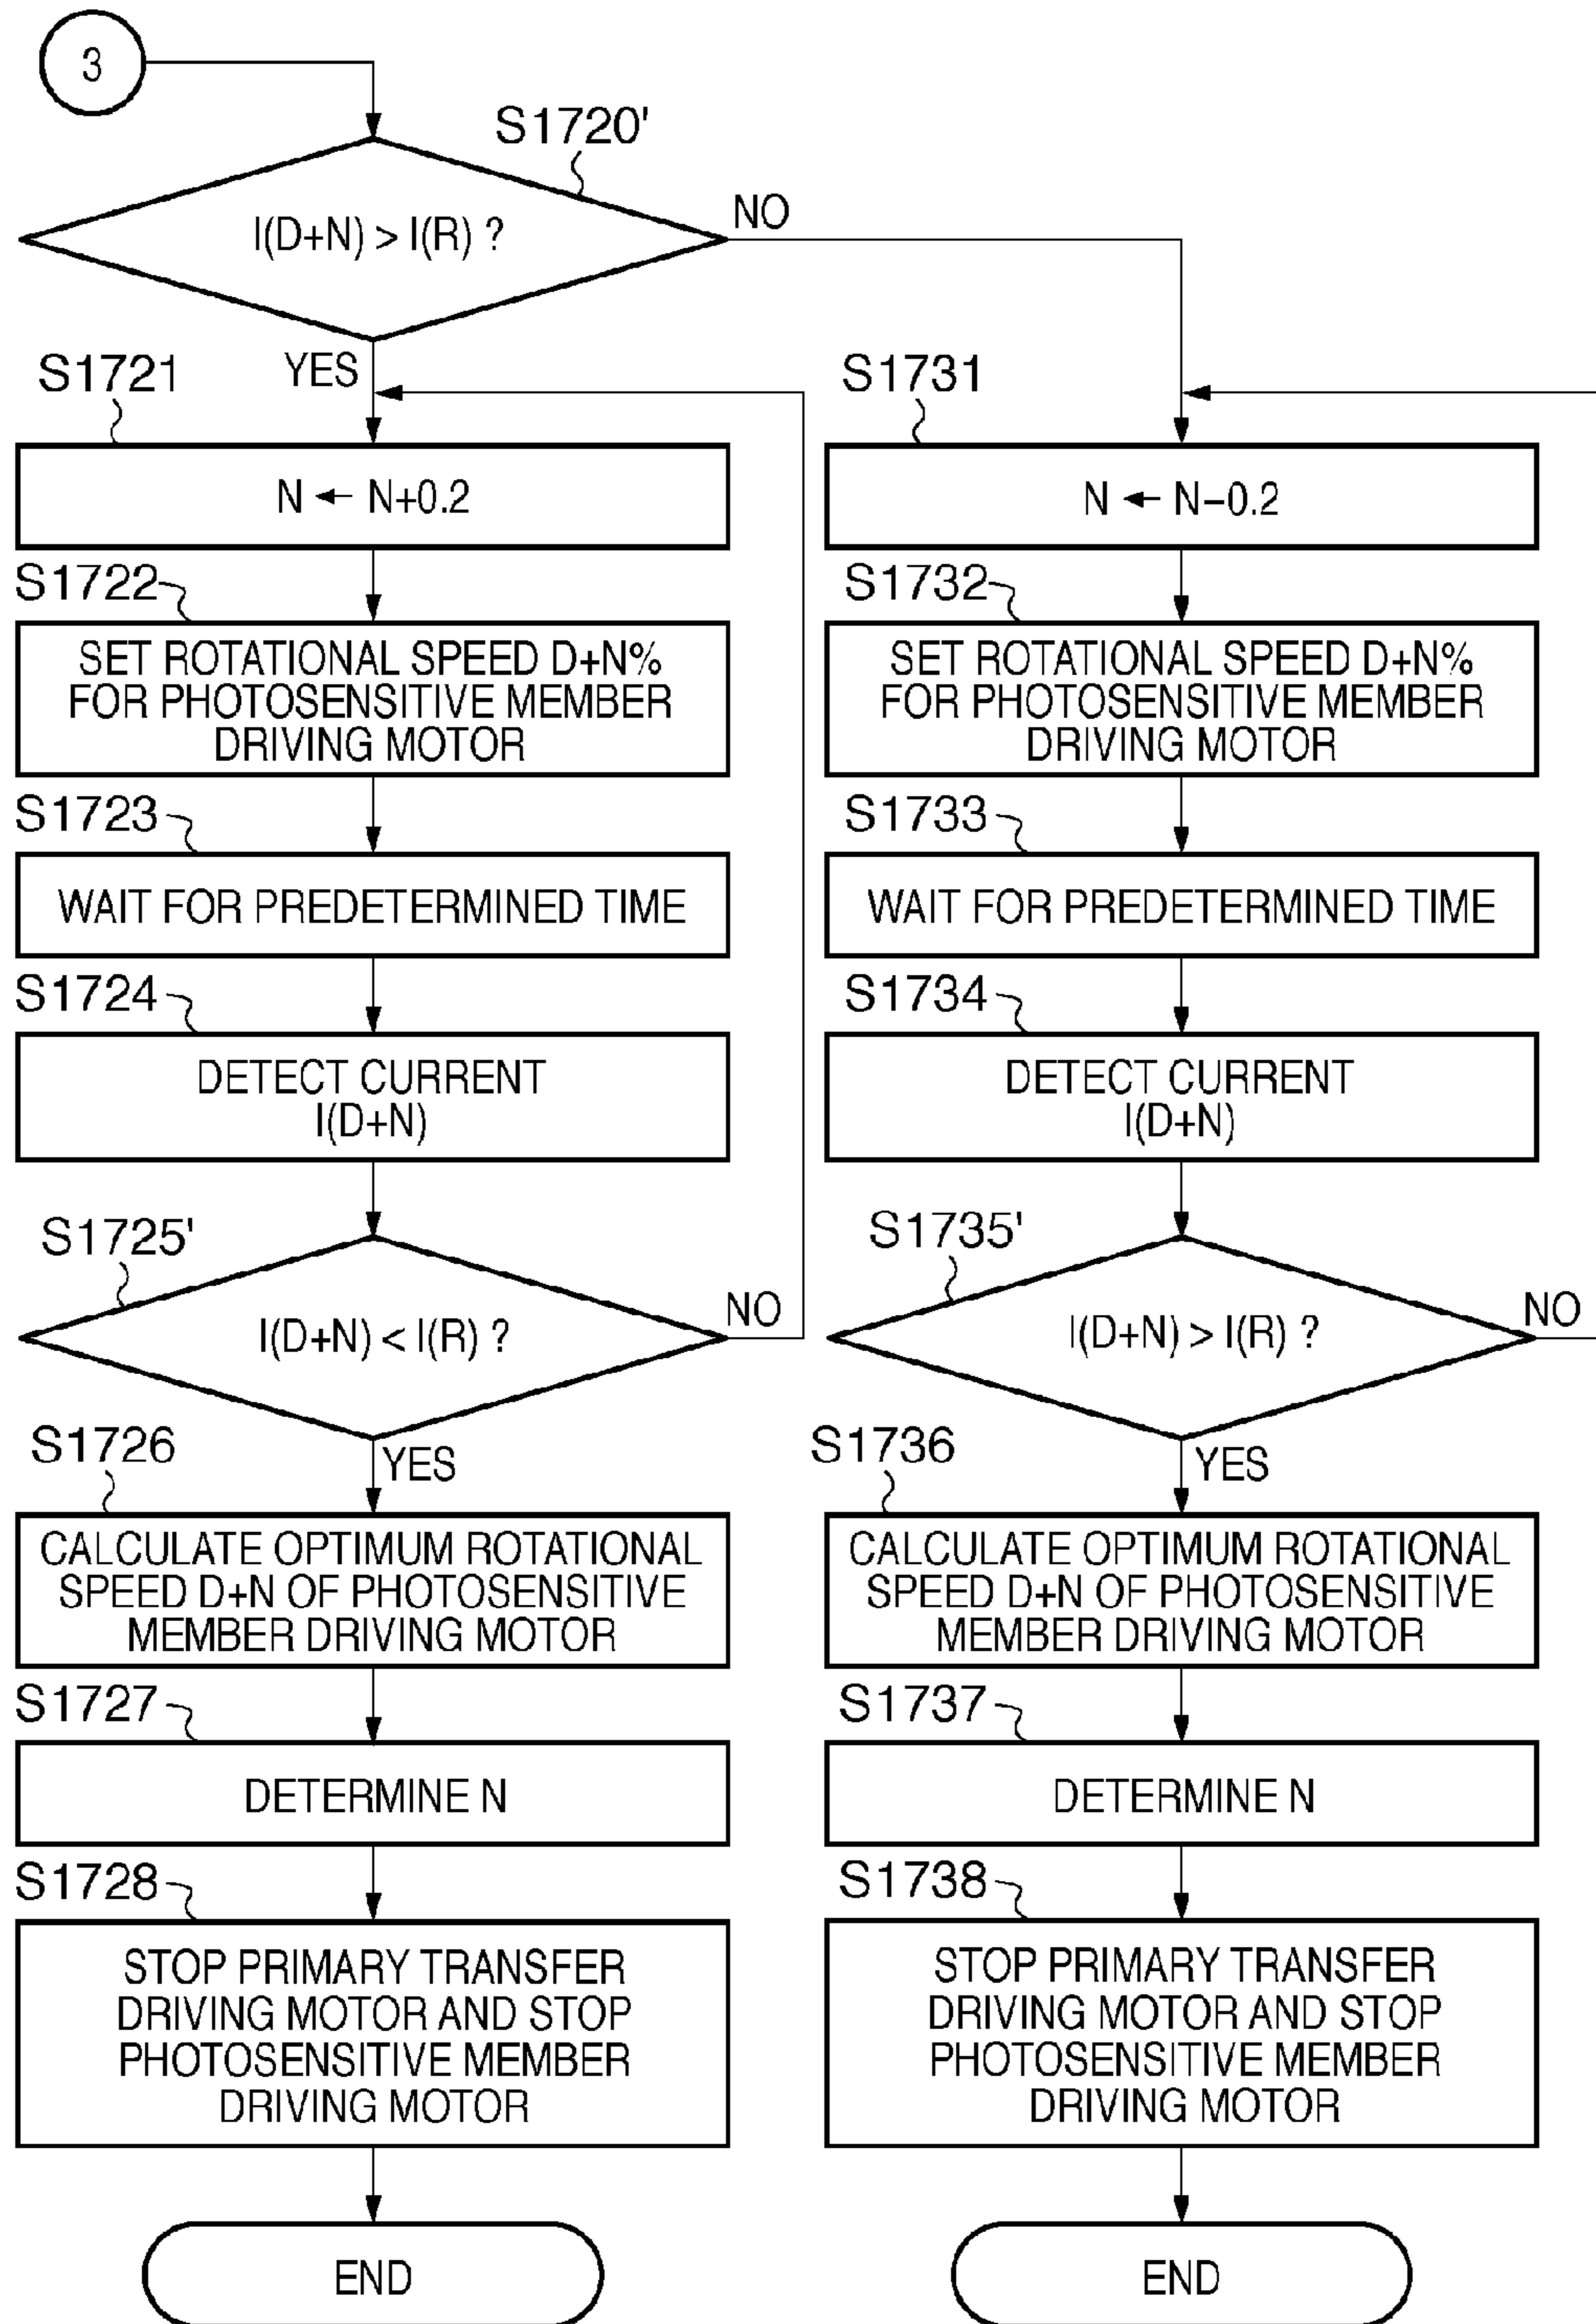 3
S1720'
I(D+N) > I(R) ?
NO
YES
S1721
N ← N+0.2
S1722
SET ROTATIONAL SPEED D+N%
FOR PHOTOSENSITIVE MEMBER
DRIVING MOTOR
S1723
WAIT FOR PREDETERMINED TIME
S1724
DETECT CURRENT
I(D+N)
S1725'
I(D+N) < I(R) ?
NO
YES
S1726
CALCULATE OPTIMUM ROTATIONAL
SPEED D+N OF PHOTOSENSITIVE
MEMBER DRIVING MOTOR
S1727
DETERMINE N
S1728
STOP PRIMARY TRANSFER
DRIVING MOTOR AND STOP
PHOTOSENSITIVE MEMBER
DRIVING MOTOR
END
S1731
N ← N−0.2
S1732
SET ROTATIONAL SPEED D+N%
FOR PHOTOSENSITIVE MEMBER
DRIVING MOTOR
S1733
WAIT FOR PREDETERMINED TIME
S1734
DETECT CURRENT
I(D+N)
S1735'
I(D+N) > I(R) ?
NO
YES
S1736
CALCULATE OPTIMUM ROTATIONAL
SPEED D+N OF PHOTOSENSITIVE
MEMBER DRIVING MOTOR
S1737
DETERMINE N
S1738
STOP PRIMARY TRANSFER
DRIVING MOTOR AND STOP
PHOTOSENSITIVE MEMBER
DRIVING MOTOR
END